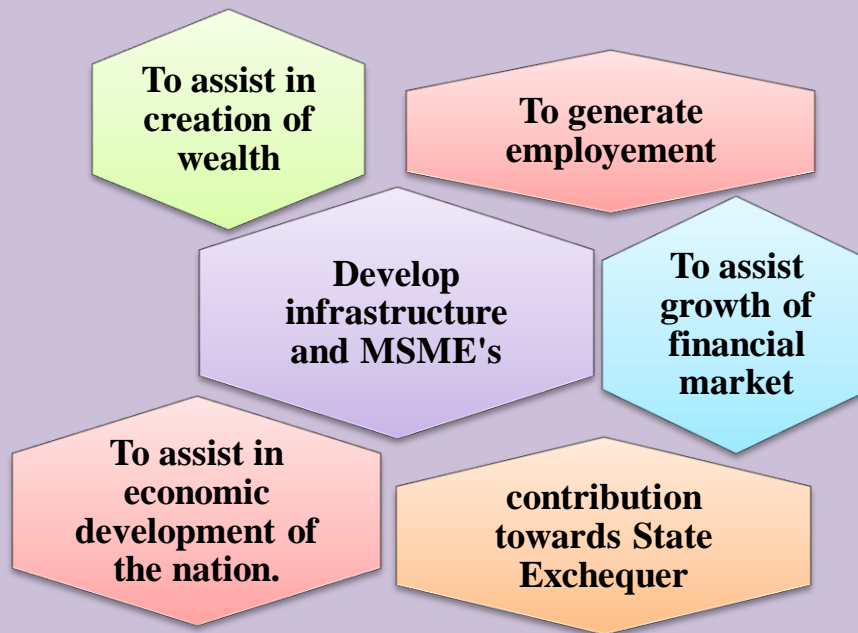 To assist in
creation of
wealth
To generate
employement
Develop
infrastructure
and MSME's
To assist
growth of
financial
market
To assist in
economic
development of
the nation.
contribution
towards State
Exchequer